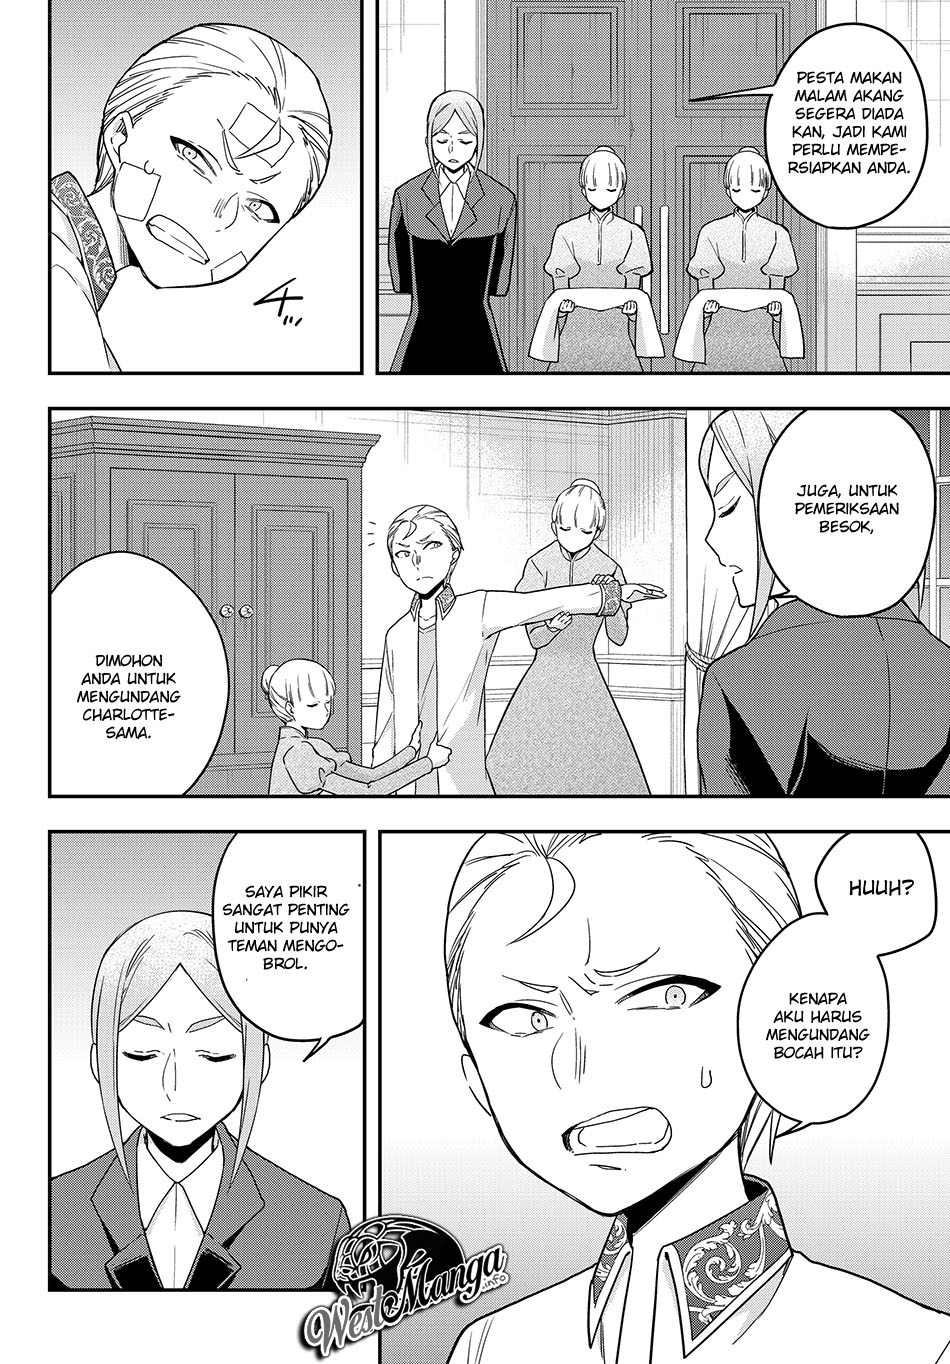 PESTA MAKAN
MALAM AKANG
SEGERA DIADA
KAN, JADI KAMI
PERLU MEMPE-
RSIAPKAN ANDA.
チ...
JUGA, UNTUK
PEMERIKSAAN
BESOK,
DIMOHON
ANDA UNTUK
MENGUNDANG
CHARLOTTE-
SAMA.
HUUH?
KENAPA
AKU HARUS
MENGUNDANG
BOCAH ITU?
SAYA PIKIR
SANGAT PENTING
UNTUK PUNYA
TEMAN MENGO-
BROL.
WestManga
.info